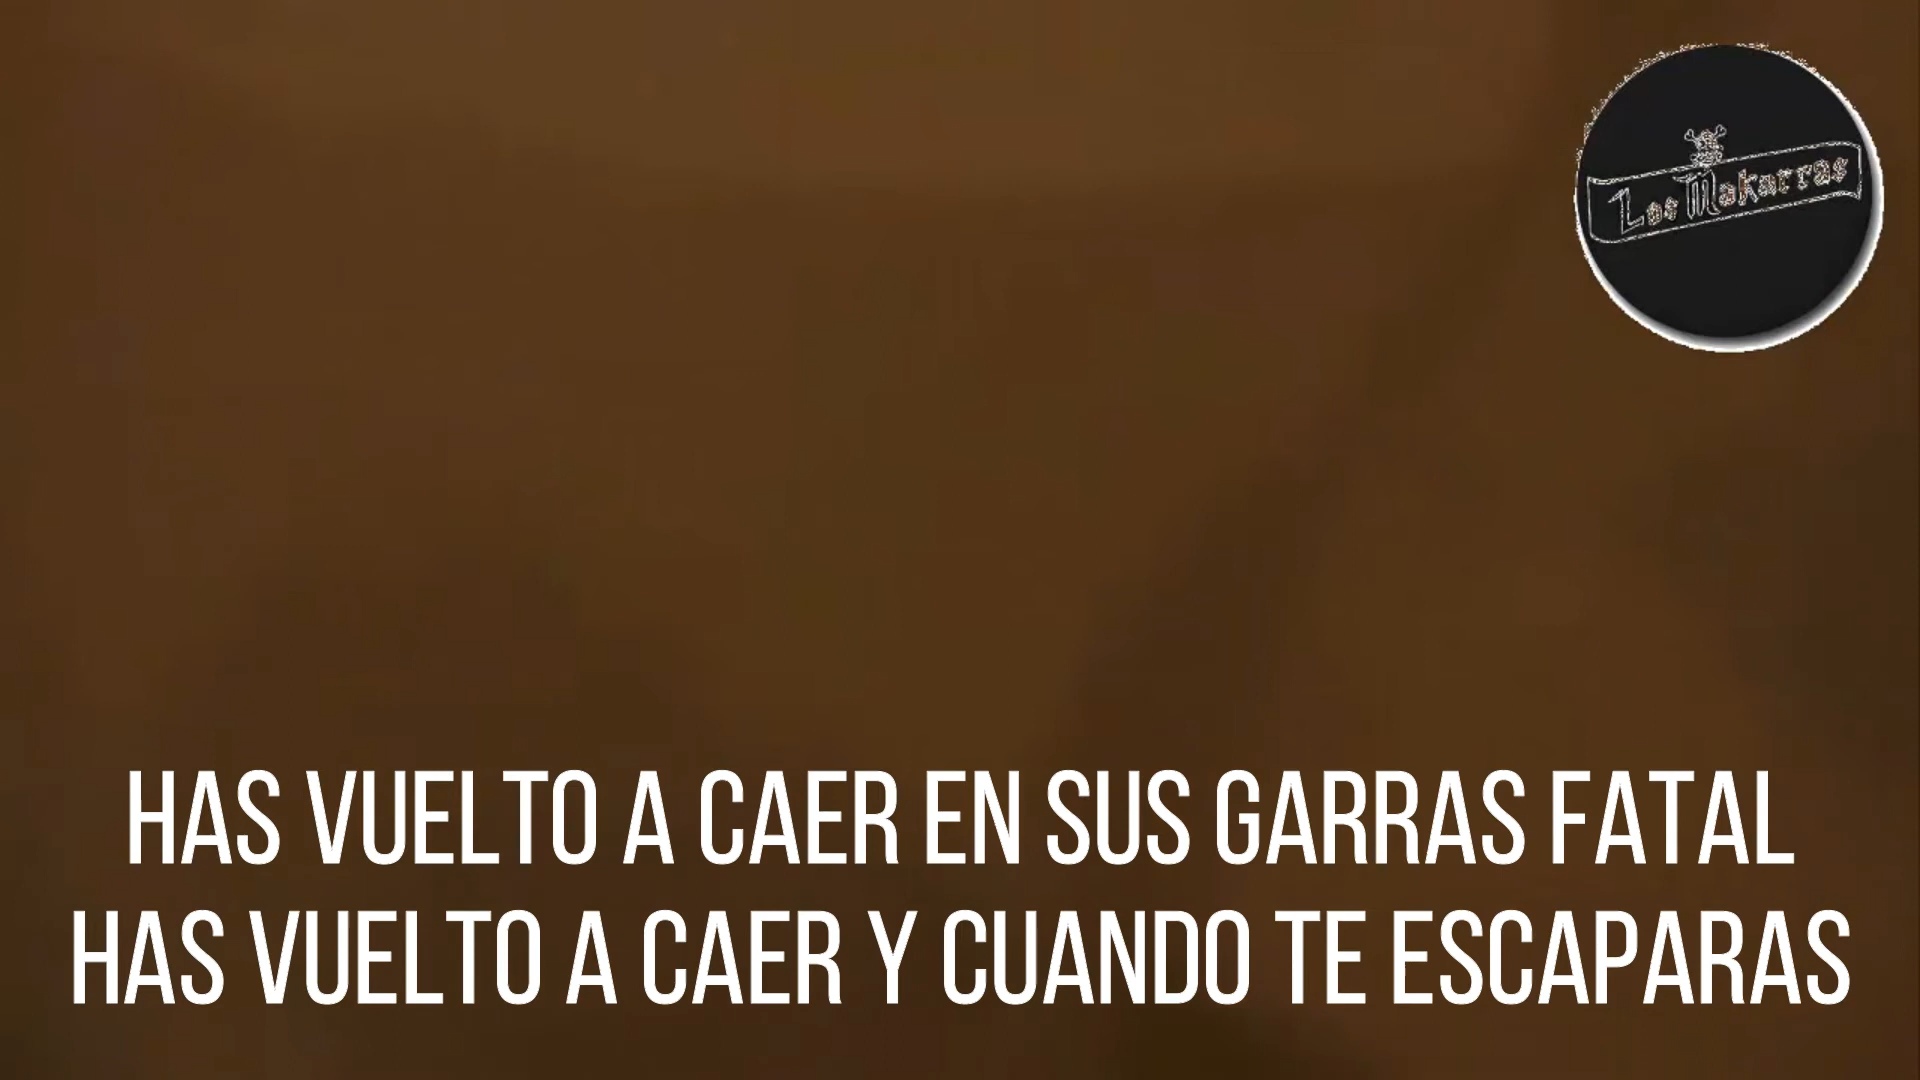 Los Makarras
HAS VUELTO A CAER EN SUS GARRAS FATAL
HAS VUELTO A CAER Y CUANDO TE ESCAPARAS